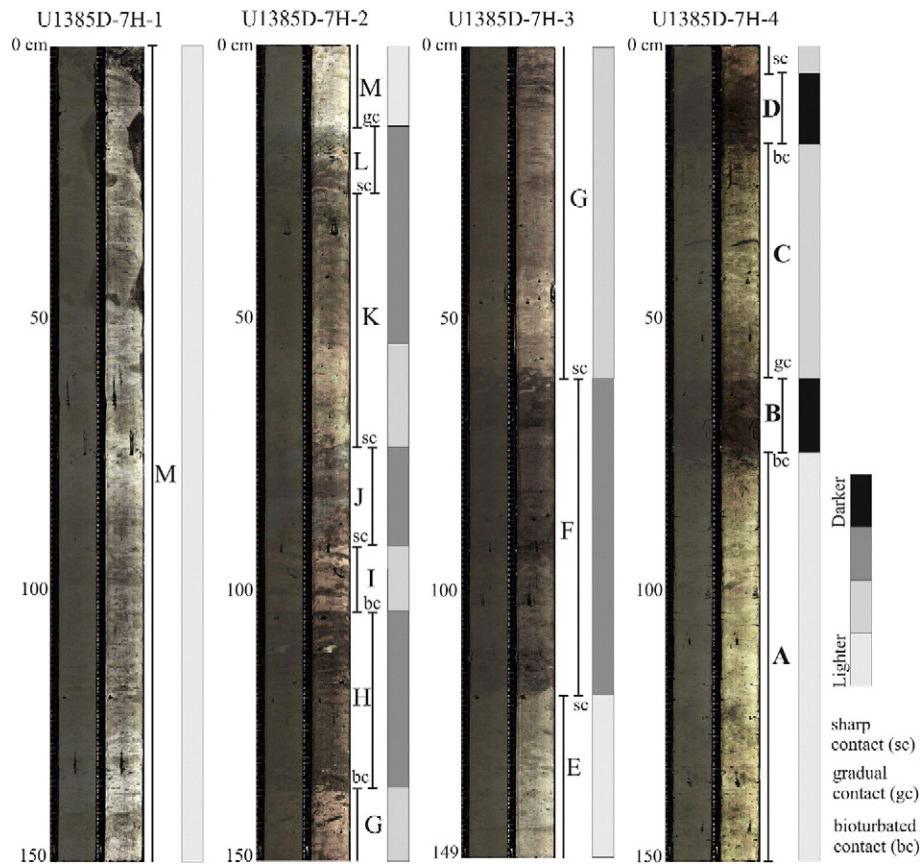 U1385D-7H-1
0 cm
50
100
150
M
U1385D-7H-2
0 cm
50
100
150
M
gc
L
sc
K
sc
J
sc
I
bc
H
bc
G
U1385D-7H-3
0 cm
50
100
149
G
sc
F
sc
E
U1385D-7H-4
0 cm
50
100
150
sc
D
bc
C
gc
B
bc
A
Darker
Lighter
sharp
contact (sc)
gradual
contact (gc)
bioturbated
contact (bc)